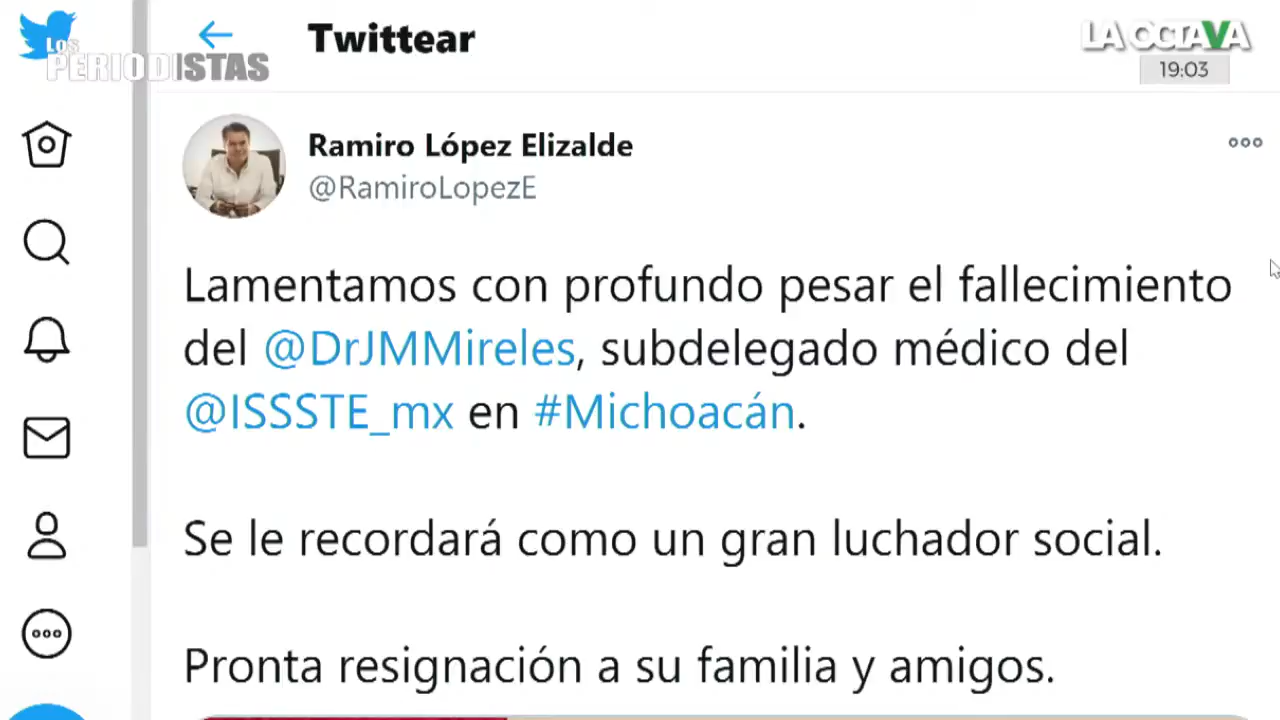 LOS
PERIODISTAS
Twittear
LA OCTAVA
19:03
Ramiro López Elizalde
@RamiroLopezE
Lamentamos con profundo pesar el fallecimiento
del @DrJMMireles, subdelegado médico del
@ISSSTE_mx en #Michoacán.
Se le recordará como un gran luchador social.
Pronta resignación a su familia y amigos.